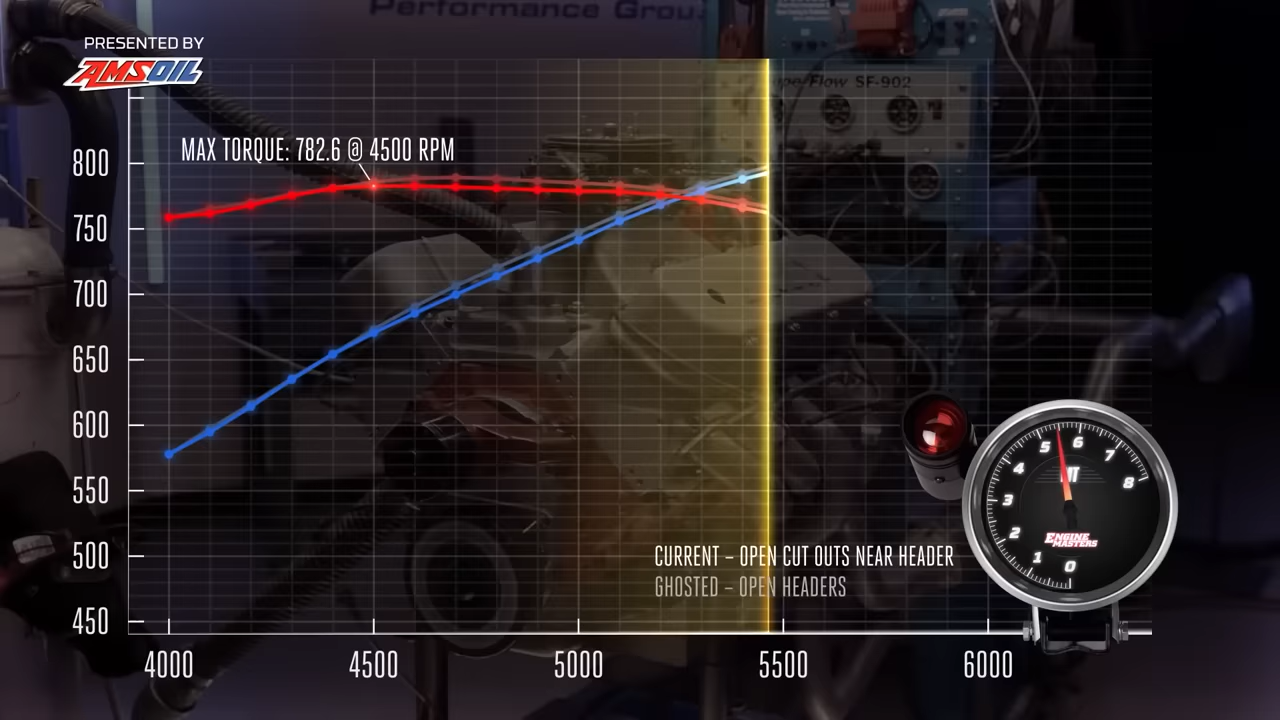 Performance Grou
PRESENTED BY
AMSOIL
Flow SF-902
MAX TORQUE: 782.6 @ 4500 RPM
800
750
700
650
600
550
500
450
4000
4500
5000
5500
6000
CURRENT – OPEN CUT OUTS NEAR HEADER
GHOSTED – OPEN HEADERS
0
1
2
3
4
5
6
7
8
ENGINE
MASTERS